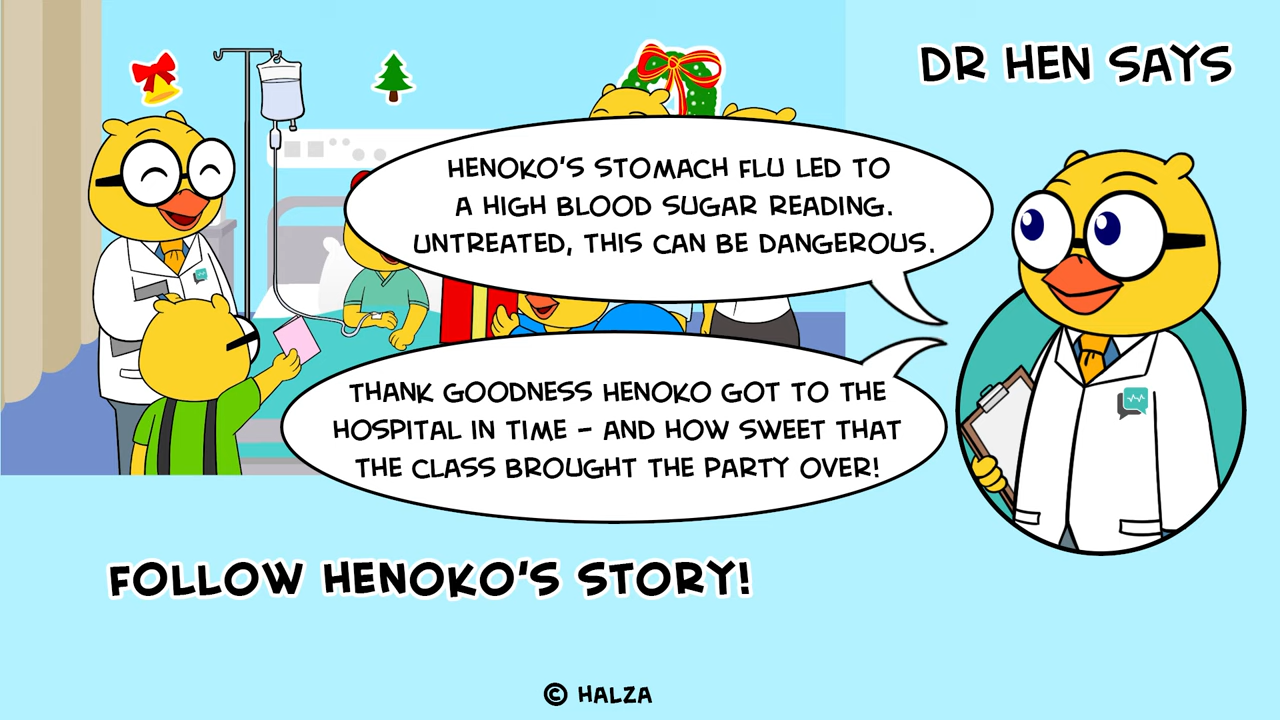 DR HEN SAYS
HENOKO'S STOMACH FLU LED TO
A HIGH BLOOD SUGAR READING.
UNTREATED, THIS CAN BE DANGEROUS.
THANK GOODNESS HENOKO GOT TO THE
HOSPITAL IN TIME – AND HOW SWEET THAT
THE CLASS BROUGHT THE PARTY OVER!
FOLLOW HENOKO'S STORY!
© HALZA